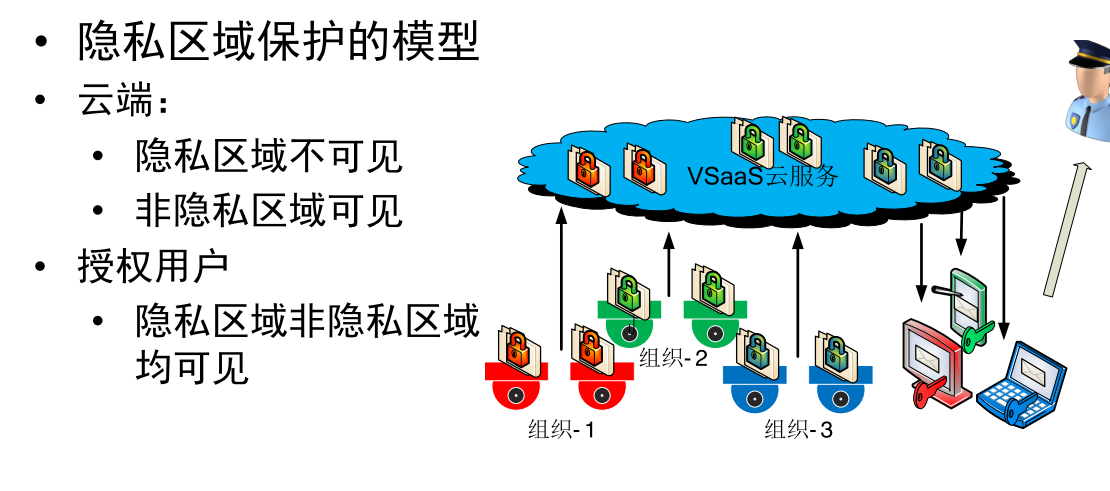 • 隐私区域保护的模型
• 云端：
• 隐私区域不可见
• 非隐私区域可见
• 授权用户
• 隐私区域非隐私区域
均可见
VSaaS云服务
组织-2
组织-1
组织-3